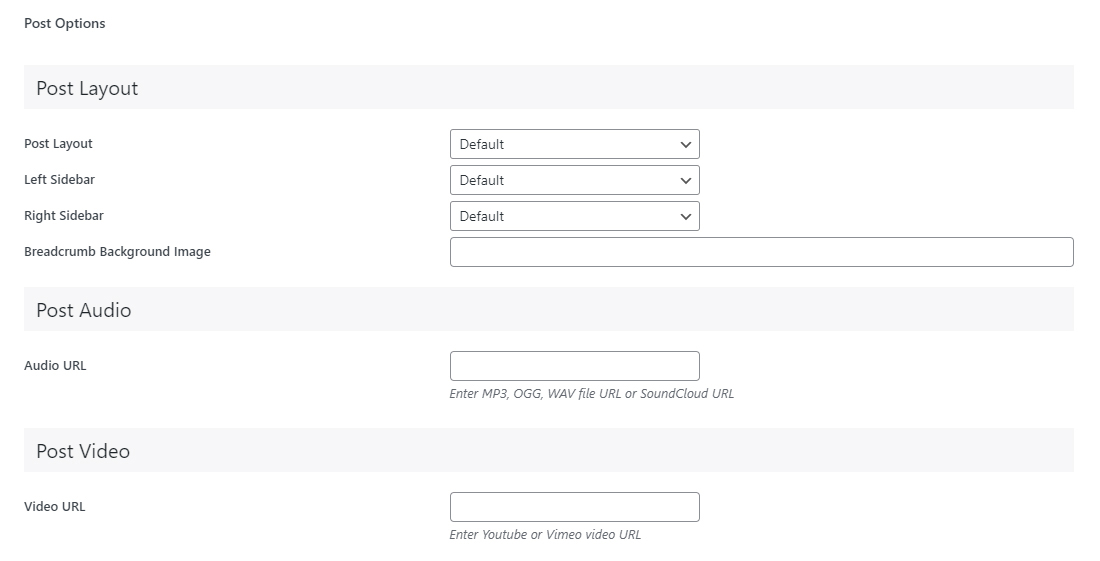 Post Options
Post Layout
Post Layout
Default
Left Sidebar
Default
Right Sidebar
Default
Breadcrumb Background Image
Post Audio
Audio URL
Enter MP3, OGG, WAV file URL or SoundCloud URL
Post Video
Video URL
Enter Youtube or Vimeo video URL